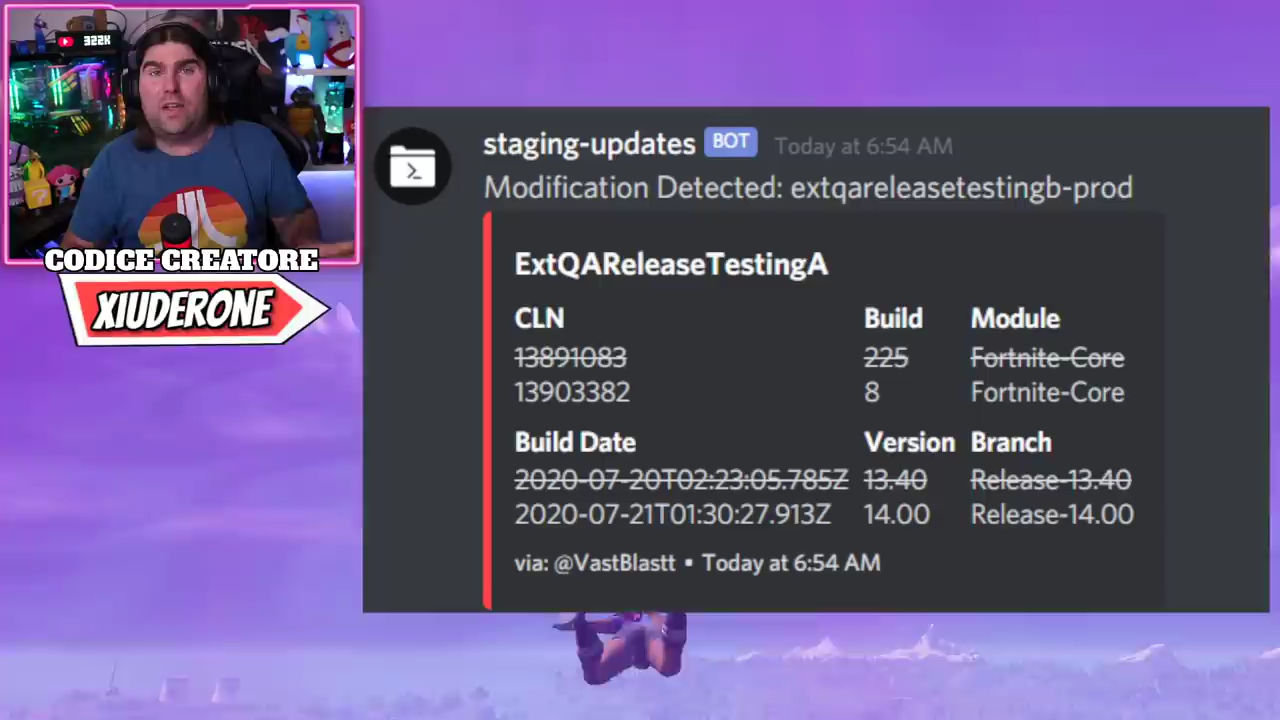 322K
CODICE CREATORE
XIUDERONE
staging-updates BOT Today at 6:54 AM
Modification Detected: extqareleasetestingb-prod
ExtQAReleaseTestingA
CLN Build Module
13891083 225 Fortnite-Core
13903382 8 Fortnite-Core
Build Date Version Branch
2020-07-20T02:23:05.785Z 13.40 Release-13.40
2020-07-21T01:30:27.913Z 14.00 Release-14.00
via: @VastBlastt • Today at 6:54 AM